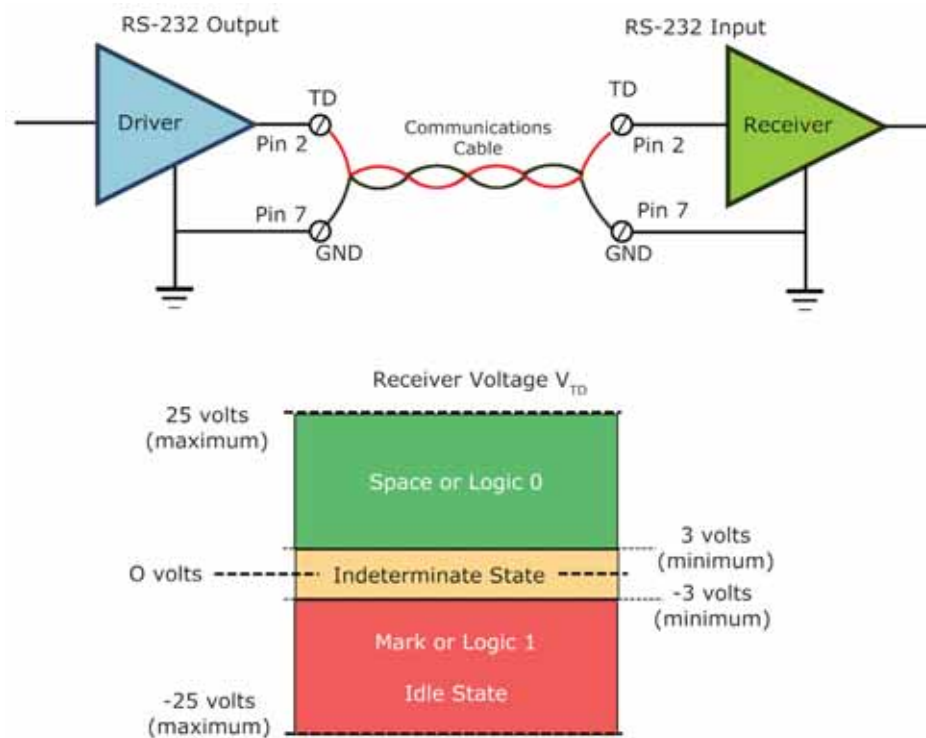 RS-232 Output
RS-232 Input
TD
TD
Driver
Communications
Cable
Receiver
Pin 2
Pin 2
Pin 7
Pin 7
GND
GND
Receiver Voltage VTD
25 volts
(maximum)
Space or Logic 0
3 volts
(minimum)
O volts
Indeterminate State
-3 volts
(minimum)
Mark or Logic 1
Idle State
-25 volts
(maximum)